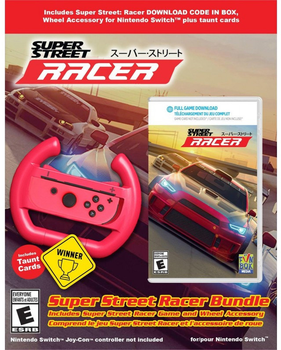 Includes Super Street: Racer DOWNLOAD CODE IN BOX,
Wheel Accessory for Nintendo Switch™ plus taunt cards
SUPER
STREET スーパー・ストリート
RACER
FULL GAME DOWNLOAD
TÉLÉCHARGEMENT DU JEU COMPLET
SUPER
STREET スーパー・ストリート
RACER
Includes
Taunt
Cards
WINNER
EVERYONE
E
ESRB
E
Super Street Racer Bundle
Includes Super Street Racer Game and Wheel Accessory
Comprend le jeu Super Street Racer et l'accessoire de roue
Nintendo Switch™ Joy-Con™ controller not included
for/pour Nintendo Switch™